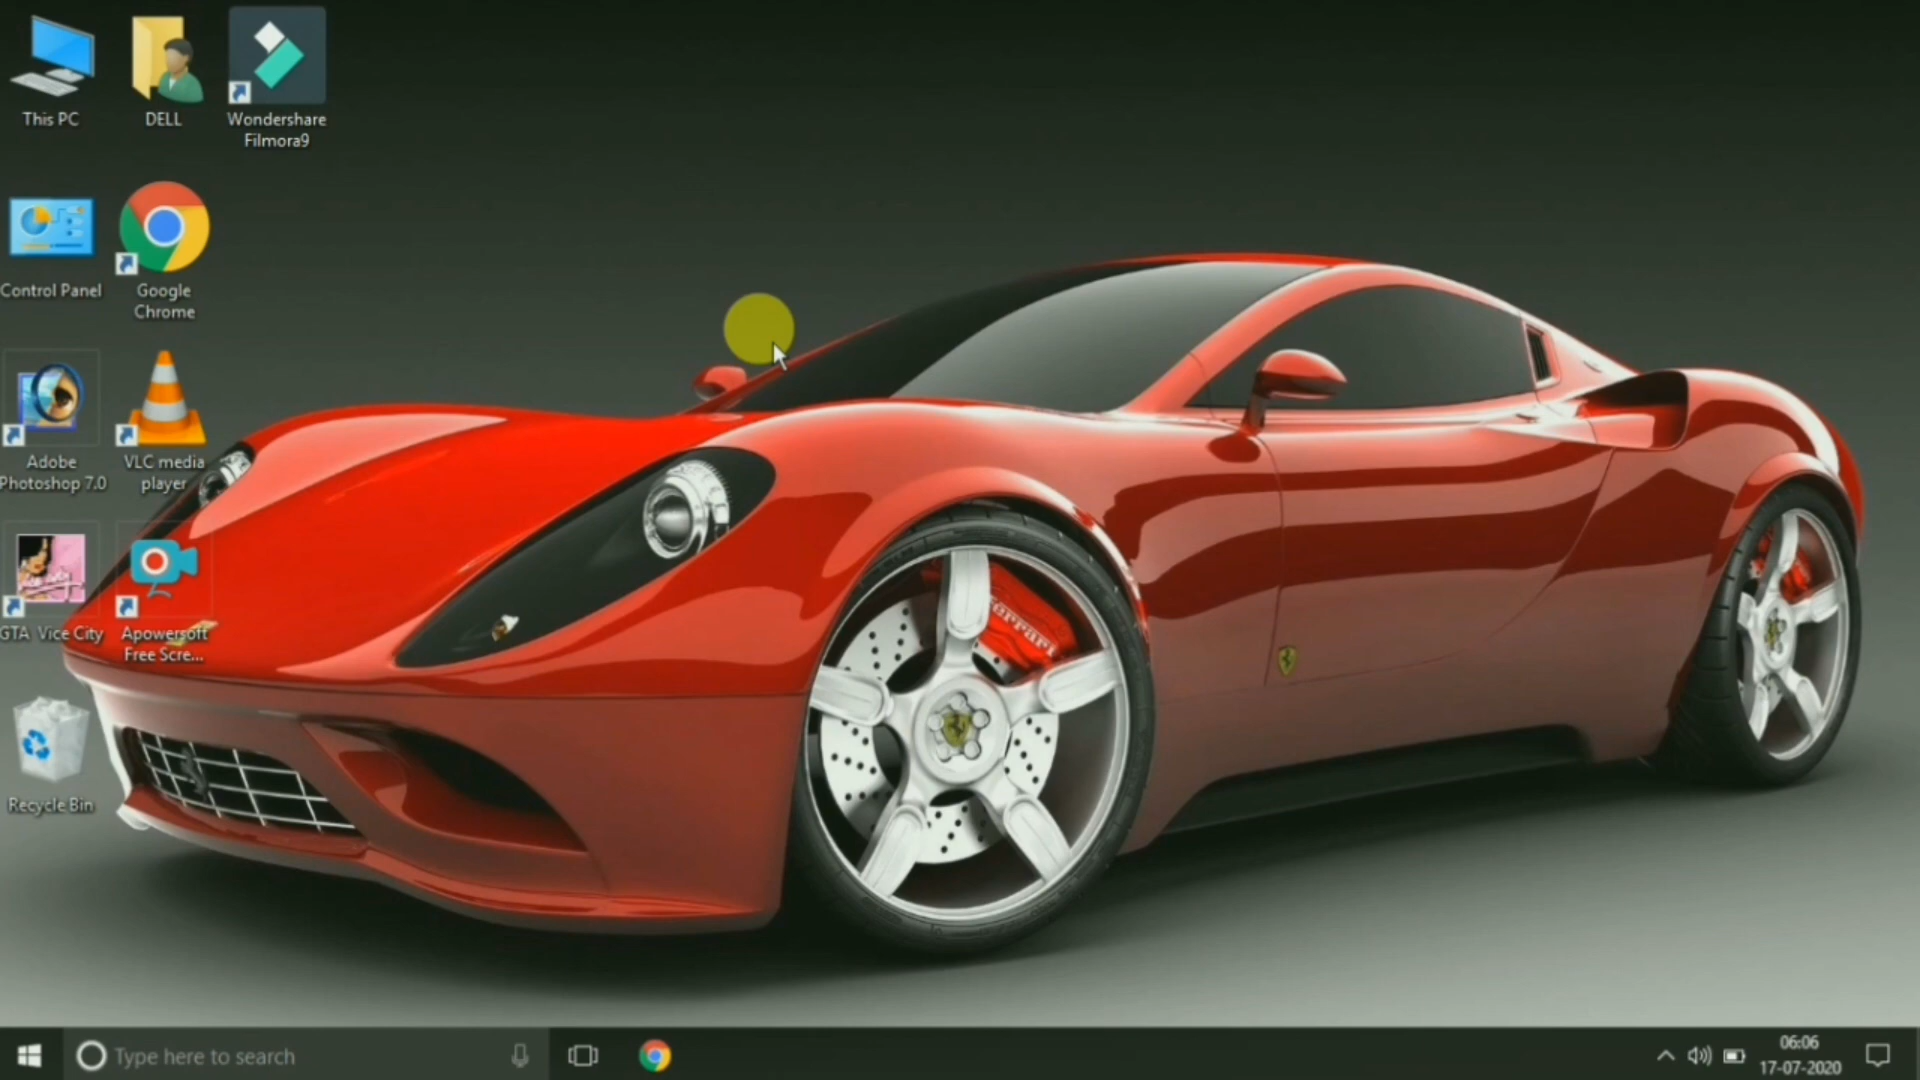 This PC
DELL
Wondershare
Filmora9
Control Panel
Google
Chrome
Adobe
Photoshop 7.0
VLC media
player
GTA Vice City
Apowersoft
Free Scre...
Recycle Bin
Ferrari
Type here to search
06:06
17-07-2020